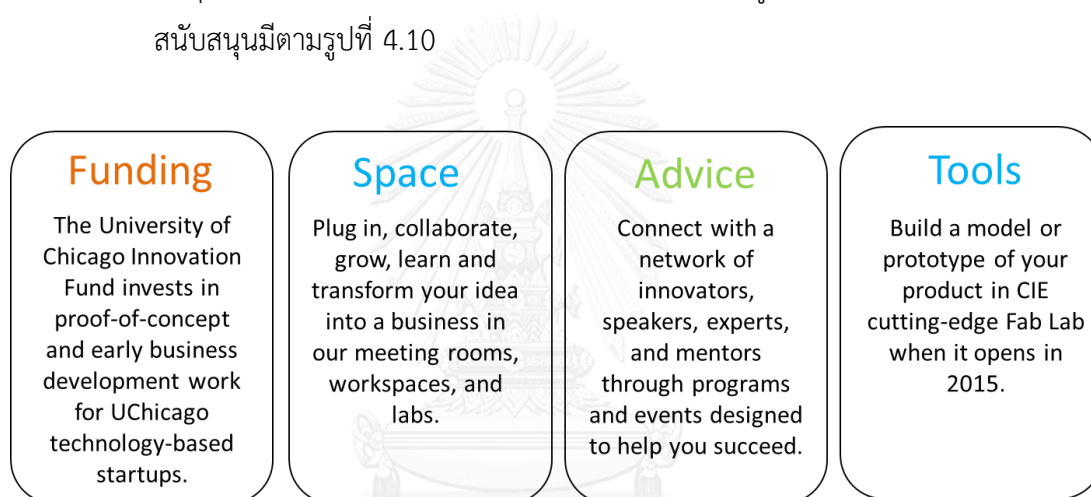 สนับสนุนมีตามรูปที่ 4.10
Funding
The University of
Chicago Innovation
Fund invests in
proof-of-concept
and early business
development work
for UChicago
technology-based
startups.
Space
Plug in, collaborate,
grow, learn and
transform your idea
into a business in
our meeting rooms,
workspaces, and
labs.
Advice
Connect with a
network of
innovators,
speakers, experts,
and mentors
through programs
and events designed
to help you succeed.
Tools
Build a model or
prototype of your
product in CIE
cutting-edge Fab Lab
when it opens in
2015.